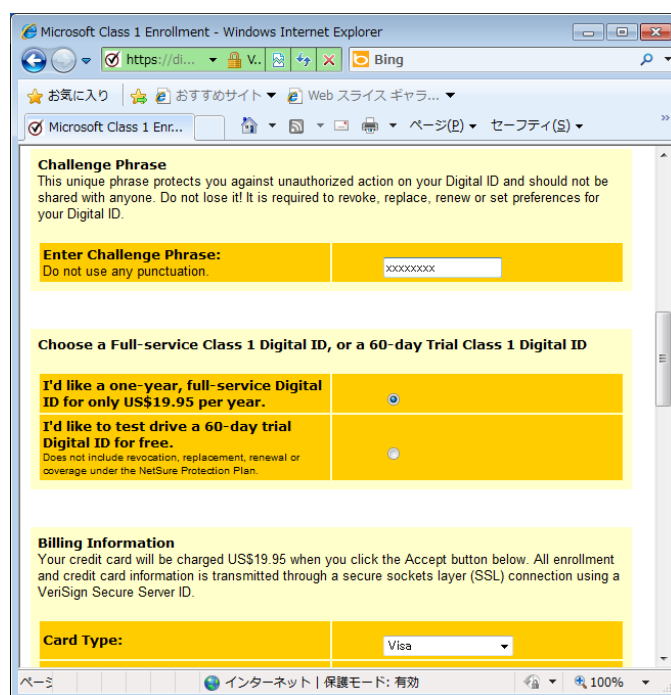 Microsoft Class 1 Enrollment - Windows Internet Explorer
https://di... V.. Bing
お気に入り おすすめサイト Web スライス ギャラ...
Microsoft Class 1 Enr... ページ(P) セーフティ(S) »
Challenge Phrase
This unique phrase protects you against unauthorized action on your Digital ID and should not be
shared with anyone. Do not lose it! It is required to revoke, replace, renew or set preferences for
your Digital ID.
Enter Challenge Phrase:
Do not use any punctuation.
xxxxxxxx
Choose a Full-service Class 1 Digital ID, or a 60-day Trial Class 1 Digital ID
I'd like a one-year, full-service Digital
ID for only US$19.95 per year.
I'd like to test drive a 60-day trial
Digital ID for free.
Does not include revocation, replacement, renewal or
coverage under the NetSure Protection Plan.
Billing Information
Your credit card will be charged US$19.95 when you click the Accept button below. All enrollment
and credit card information is transmitted through a secure sockets layer (SSL) connection using a
VeriSign Secure Server ID.
Card Type:
Visa
ペーシ インターネット | 保護モード: 有効 100%